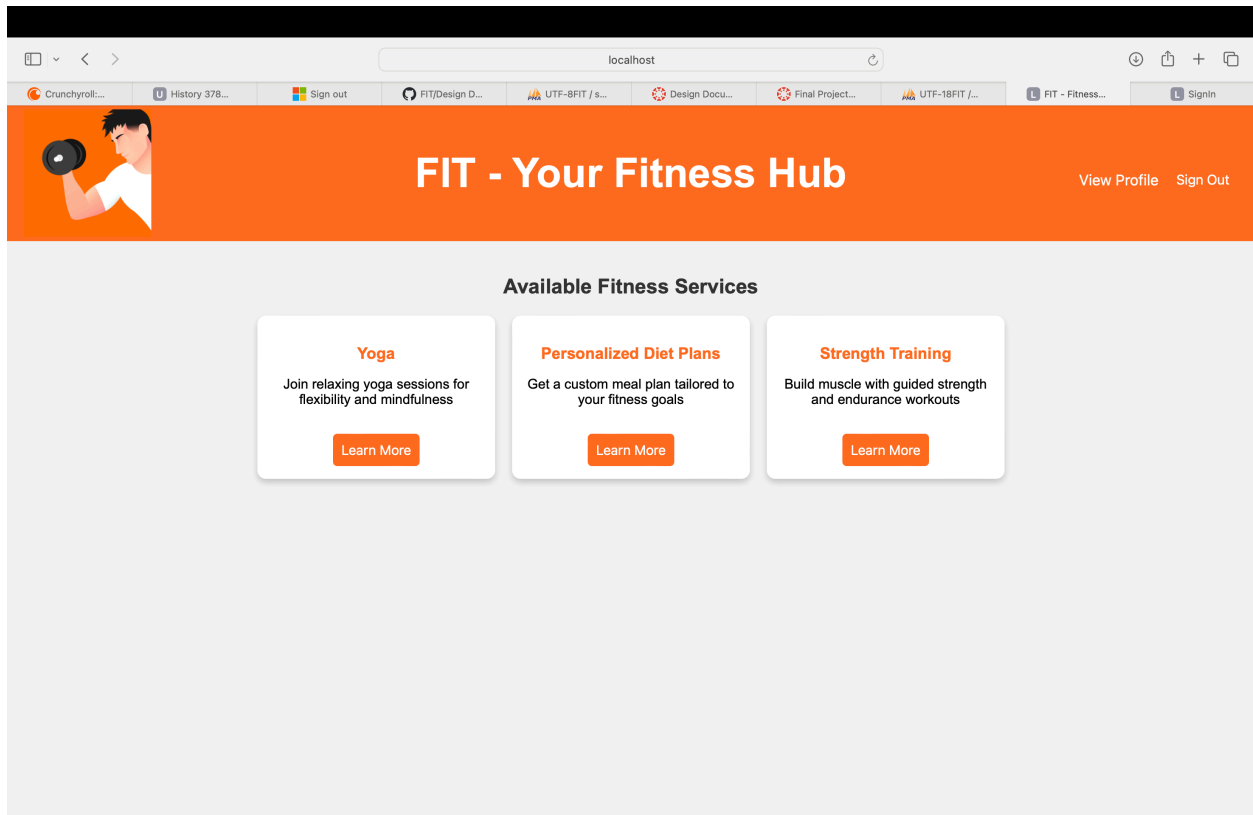 localhost
Crunchyroll:...
U History 378...
Sign out
FIT/Design D...
PMA UTF-8FIT / s...
Design Docu...
Final Project...
PMA UTF-18FIT /...
L FIT - Fitness...
L SignIn
FIT - Your Fitness Hub
View Profile
Sign Out
Available Fitness Services
Yoga
Join relaxing yoga sessions for
flexibility and mindfulness
Learn More
Personalized Diet Plans
Get a custom meal plan tailored to
your fitness goals
Learn More
Strength Training
Build muscle with guided strength
and endurance workouts
Learn More